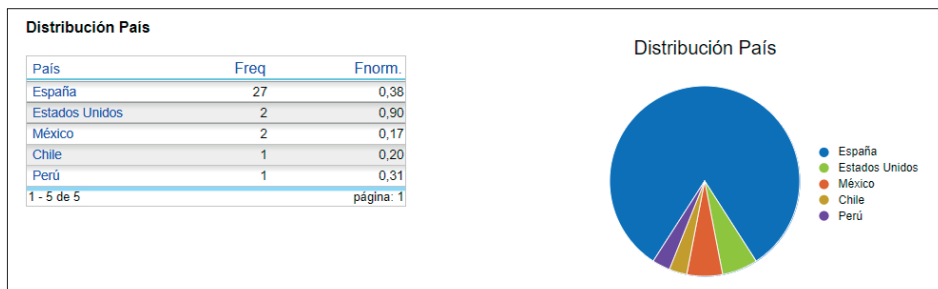 Distribución País
País Freq Fnorm.
España 27 0,38
Estados Unidos 2 0,90
México 2 0,17
Chile 1 0,20
Perú 1 0,31
1 - 5 de 5 página: 1
Distribución País
España
Estados Unidos
México
Chile
Perú